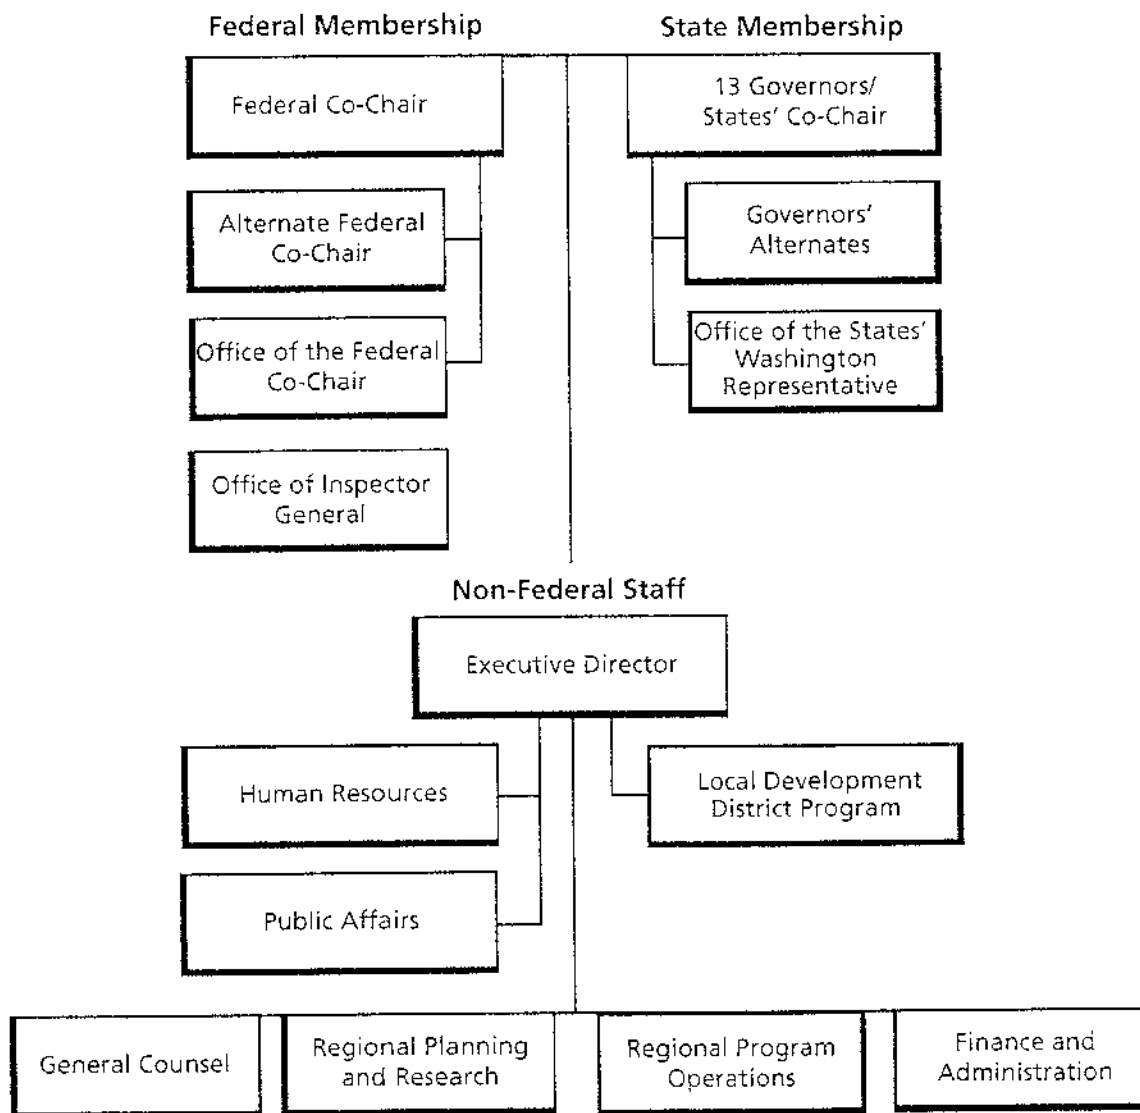 Federal Membership
State Membership
Federal Co-Chair
13 Governors/
States' Co-Chair
Alternate Federal
Co-Chair
Governors'
Alternates
Office of the Federal
Co-Chair
Office of the States'
Washington
Representative
Office of Inspector
General
Non-Federal Staff
Executive Director
Human Resources
Local Development
District Program
Public Affairs
General Counsel
Regional Planning
and Research
Regional Program
Operations
Finance and
Administration